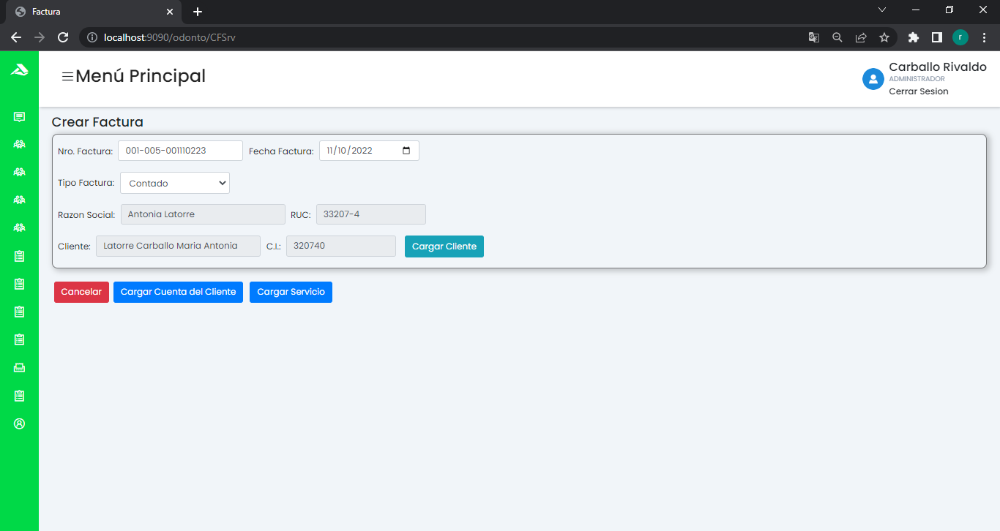 Factura
localhost:9090/odonto/CFSrv
r
Menú Principal
Carballo Rivaldo
ADMINISTRADOR
Cerrar Sesion
Crear Factura
Nro. Factura: 001-005-001110223 Fecha Factura: 11/10/2022
Tipo Factura: Contado
Razon Social: Antonia Latorre RUC: 33207-4
Cliente: Latorre Carballo Maria Antonia C.I.: 320740 Cargar Cliente
Cancelar Cargar Cuenta del Cliente Cargar Servicio